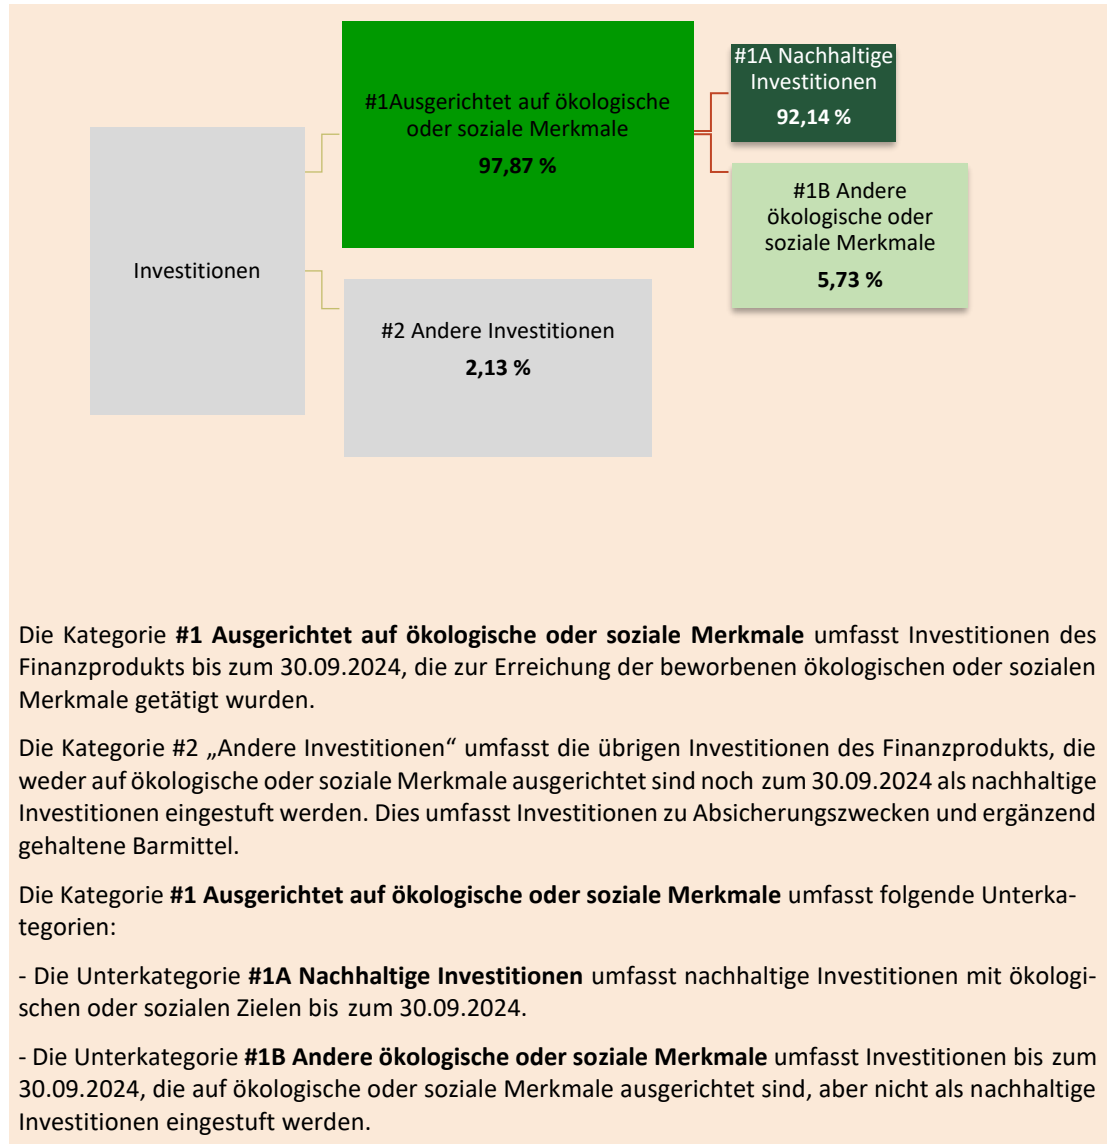 #1A Nachhaltige
Investitionen
92,14 %
#1Ausgerichtet auf ökologische
oder soziale Merkmale
97,87 %
#1B Andere
ökologische oder
soziale Merkmale
5,73 %
Investitionen
#2 Andere Investitionen
2,13 %
Die Kategorie #1 Ausgerichtet auf ökologische oder soziale Merkmale umfasst Investitionen des
Finanzprodukts bis zum 30.09.2024, die zur Erreichung der beworbenen ökologischen oder sozialen
Merkmale getätigt wurden.
Die Kategorie #2 „Andere Investitionen“ umfasst die übrigen Investitionen des Finanzprodukts, die
weder auf ökologische oder soziale Merkmale ausgerichtet sind noch zum 30.09.2024 als nachhaltige
Investitionen eingestuft werden. Dies umfasst Investitionen zu Absicherungszwecken und ergänzend
gehaltene Barmittel.
Die Kategorie #1 Ausgerichtet auf ökologische oder soziale Merkmale umfasst folgende Unterka-
tegorien:
- Die Unterkategorie #1A Nachhaltige Investitionen umfasst nachhaltige Investitionen mit ökologi-
schen oder sozialen Zielen bis zum 30.09.2024.
- Die Unterkategorie #1B Andere ökologische oder soziale Merkmale umfasst Investitionen bis zum
30.09.2024, die auf ökologische oder soziale Merkmale ausgerichtet sind, aber nicht als nachhaltige
Investitionen eingestuft werden.